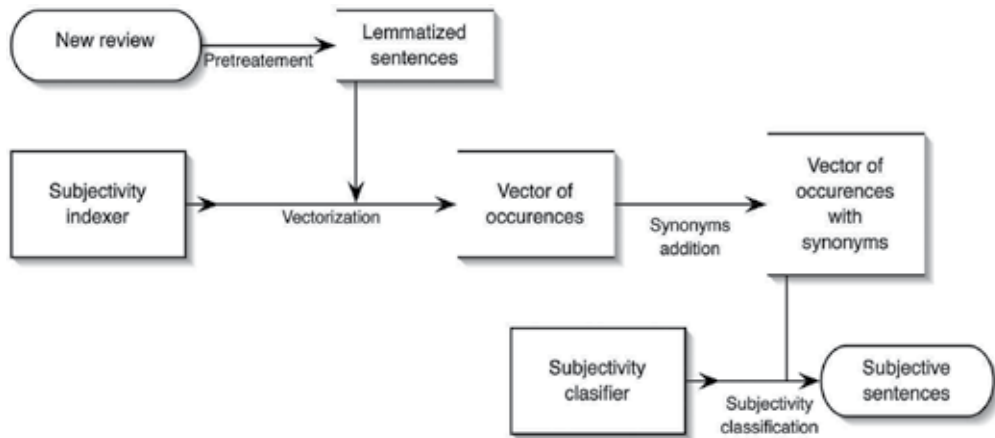 New review
Pretreatement
Lemmatized
sentences
Subjectivity
indexer
Vectorization
Vector of
occurences
Synonyms
addition
Vector of
occurences
with
synonyms
Subjectivity
clasifier
Subjectivity
classification
Subjective
sentences